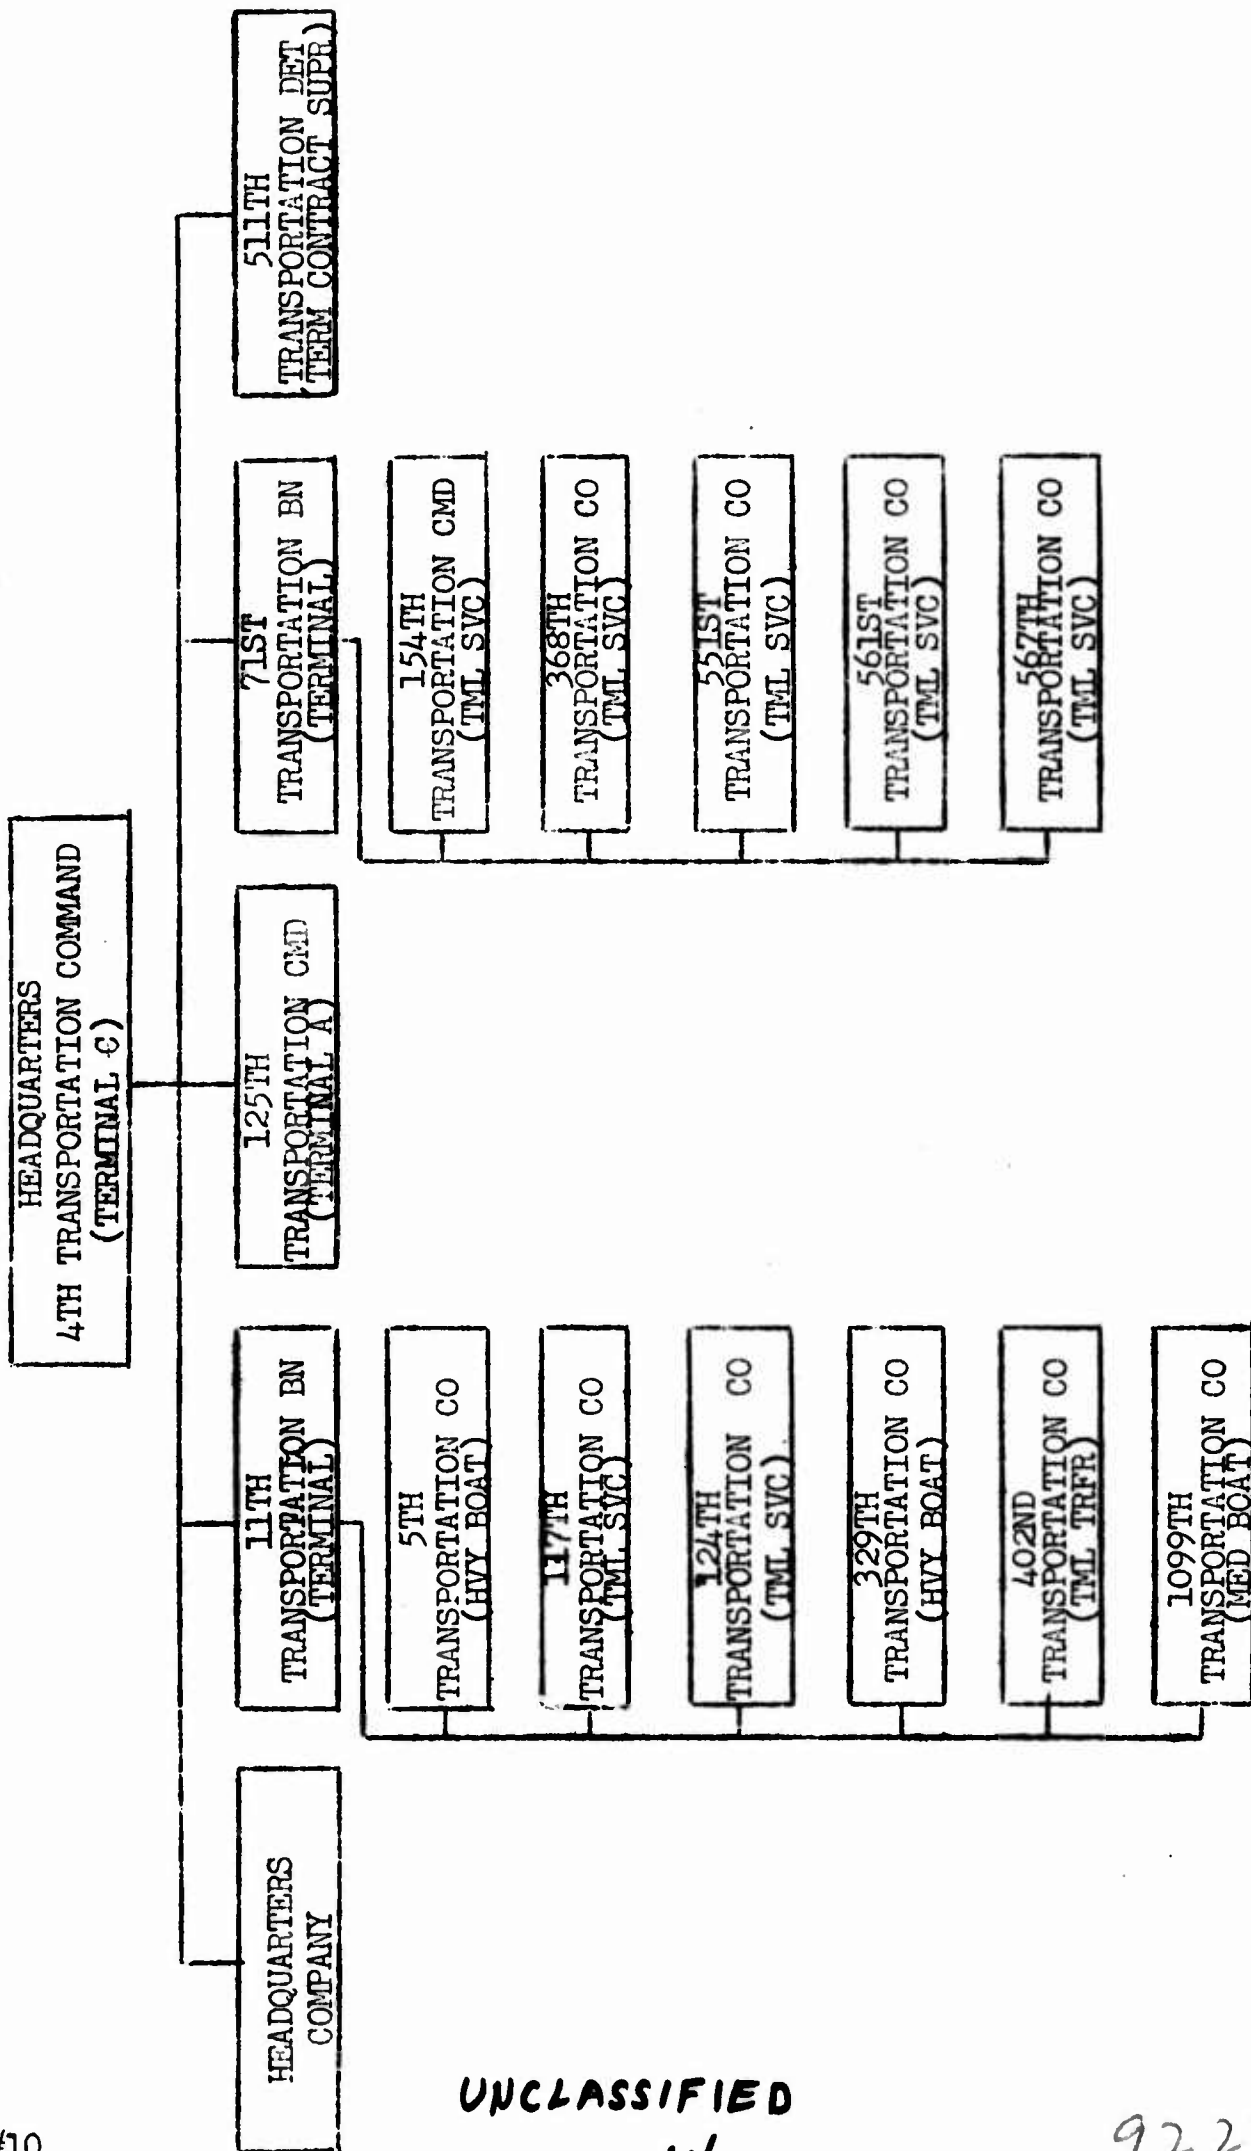 HEADQUARTERS
4TH TRANSPORTATION COMMAND
(TERMINAL C)
HEADQUARTERS
COMPANY
11TH
TRANSPORTATION BN
(TERMINAL)
5TH
TRANSPORTATION CO
(HVY BOAT)
117TH
TRANSPORTATION CO
(TML SVC)
124TH
TRANSPORTATION CO
(TML SVC)
329TH
TRANSPORTATION CO
(HVY BOAT)
402ND
TRANSPORTATION CO
(TML TRFR)
1099TH
TRANSPORTATION CO
(MED BOAT)
125TH
TRANSPORTATION CMD
(TERMINAL A)
71ST
TRANSPORTATION BN
(TERMINAL)
154TH
TRANSPORTATION CMD
(TML SVC)
368TH
TRANSPORTATION CO
(TML SVC)
551ST
TRANSPORTATION CO
(TML SVC)
561ST
TRANSPORTATION CO
(TML SVC)
567TH
TRANSPORTATION CO
(TML SVC)
511TH
TRANSPORTATION DET
(TERM CONTRACT SUPR)
UNCLASSIFIED